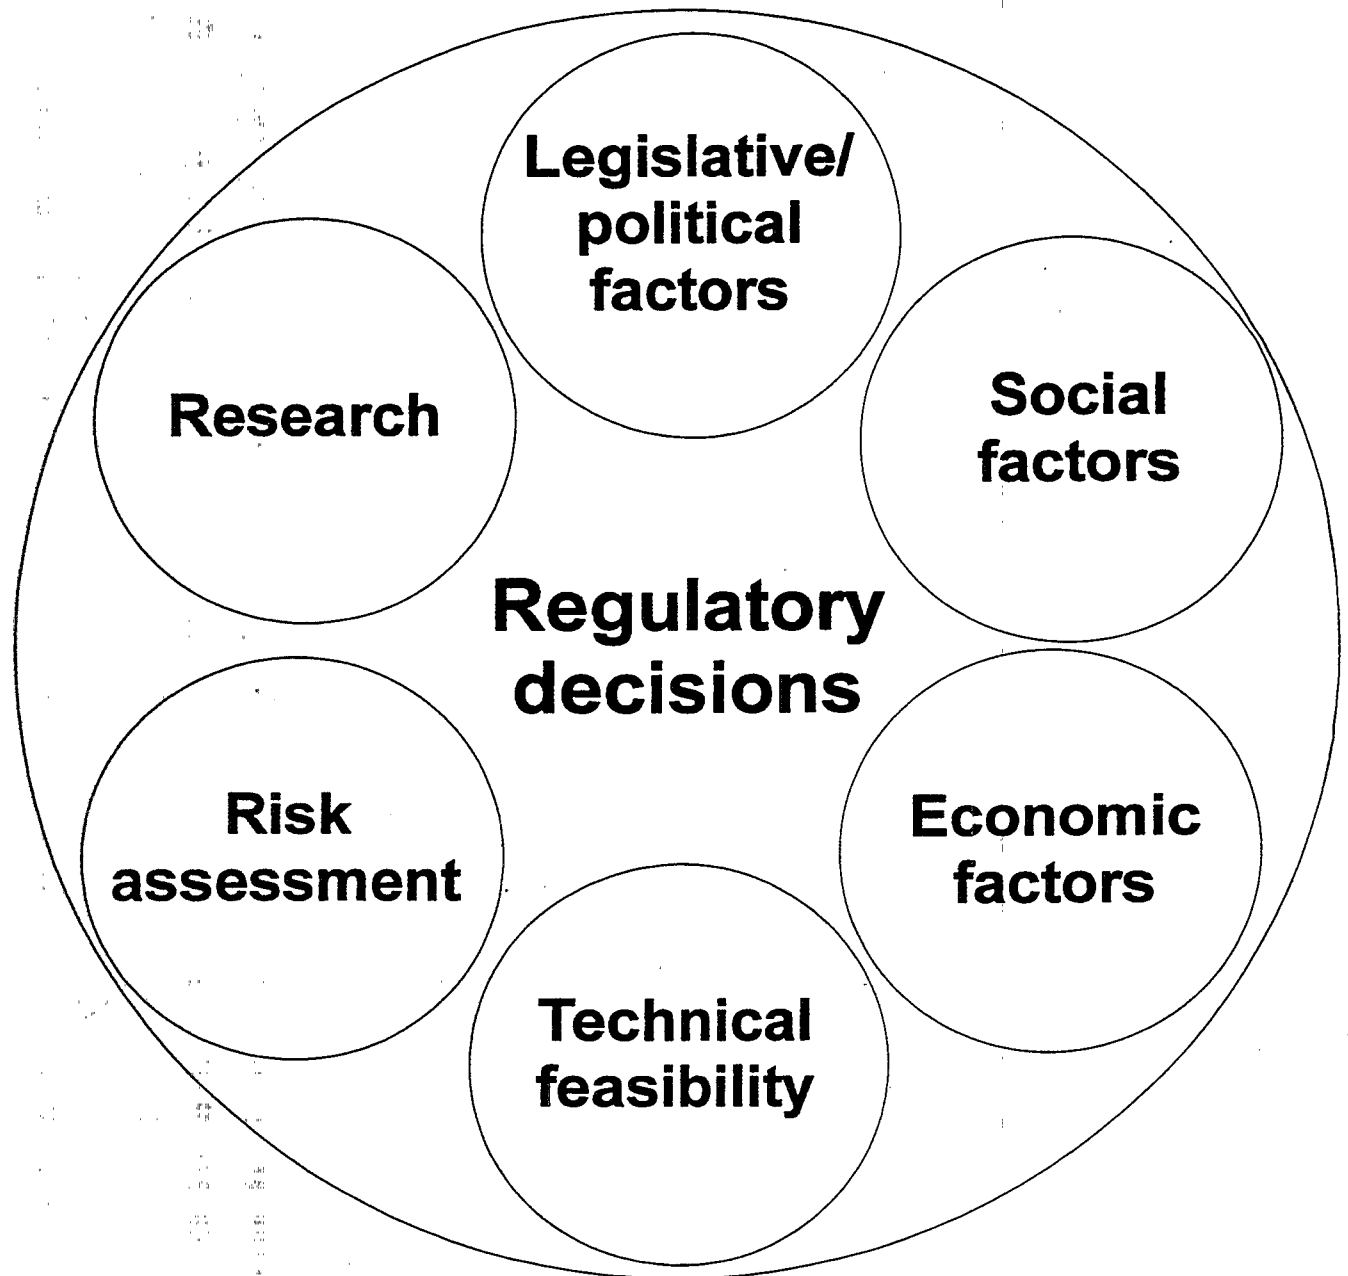 Legislative/
political
factors
Research
Social
factors
Regulatory
decisions
Risk
assessment
Economic
factors
Technical
feasibility